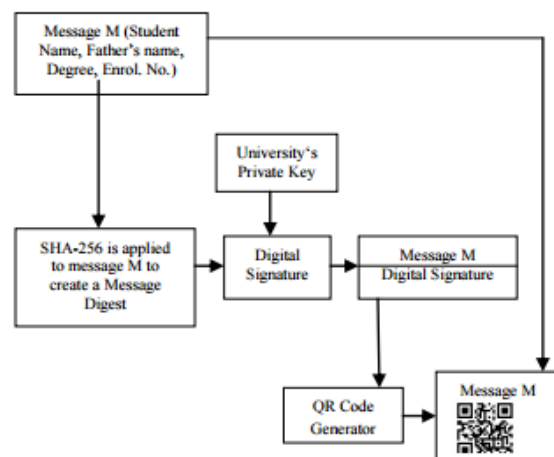 Message M (Student
Name, Father's name,
Degree, Enrol. No.)
University‘s
Private Key
SHA-256 is applied
to message M to
create a Message
Digest
Digital
Signature
Message M
Digital Signature
QR Code
Generator
Message M